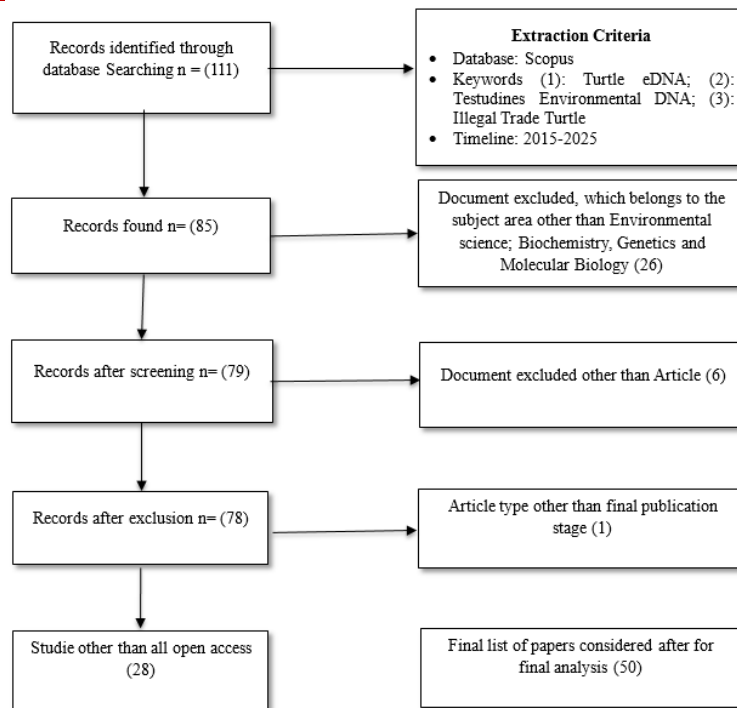 Records identified through
database Searching n = (111)
Extraction Criteria
• Database: Scopus
• Keywords (1): Turtle eDNA; (2):
Testudines Environmental DNA; (3):
Illegal Trade Turtle
• Timeline: 2015-2025
Records found n= (85)
Document excluded, which belongs to the
subject area other than Environmental
science; Biochemistry, Genetics and
Molecular Biology (26)
Records after screening n= (79)
Document excluded other than Article (6)
Records after exclusion n= (78)
Article type other than final publication
stage (1)
Studie other than all open access
(28)
Final list of papers considered after for
final analysis (50)